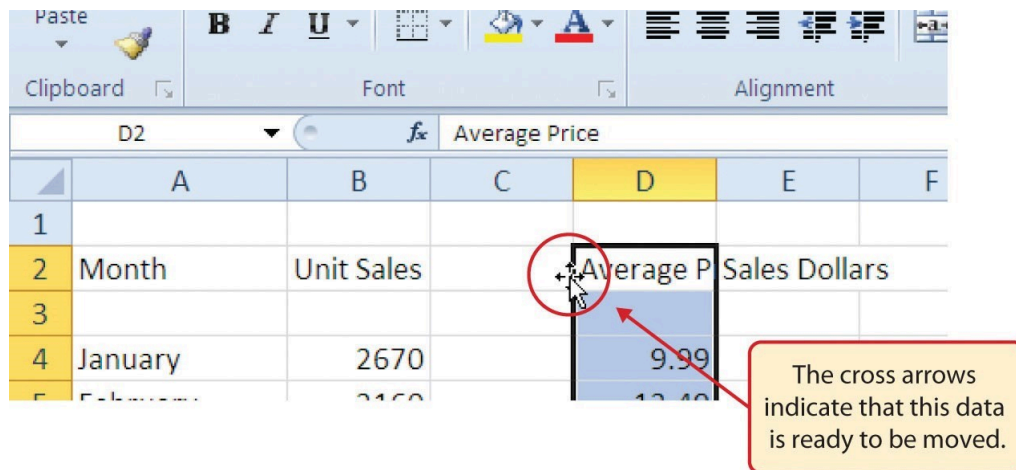 Paste
B I U A
Clipboard Font Alignment
D2 fx Average Price
A B C D E F
1
2 Month Unit Sales Average P Sales Dollars
3
4 January 2670 9.99
The cross arrows
indicate that this data
is ready to be moved.